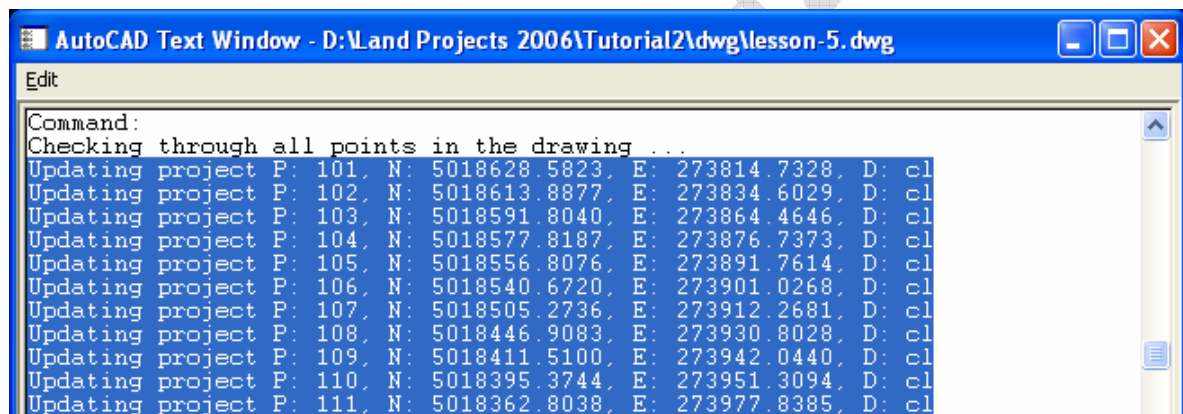 AutoCAD Text Window - D:\Land Projects 2006\Tutorial2\dwg\lesson-5.dwg
Edit
Command:
Checking through all points in the drawing ...
Updating project P: 101, N: 5018628.5823, E: 273814.7328, D: cl
Updating project P: 102, N: 5018613.8877, E: 273834.6029, D: cl
Updating project P: 103, N: 5018591.8040, E: 273864.4646, D: cl
Updating project P: 104, N: 5018577.8187, E: 273876.7373, D: cl
Updating project P: 105, N: 5018556.8076, E: 273891.7614, D: cl
Updating project P: 106, N: 5018540.6720, E: 273901.0268, D: cl
Updating project P: 107, N: 5018505.2736, E: 273912.2681, D: cl
Updating project P: 108, N: 5018446.9083, E: 273930.8028, D: cl
Updating project P: 109, N: 5018411.5100, E: 273942.0440, D: cl
Updating project P: 110, N: 5018395.3744, E: 273951.3094, D: cl
Updating project P: 111, N: 5018362.8038, E: 273977.8385, D: cl